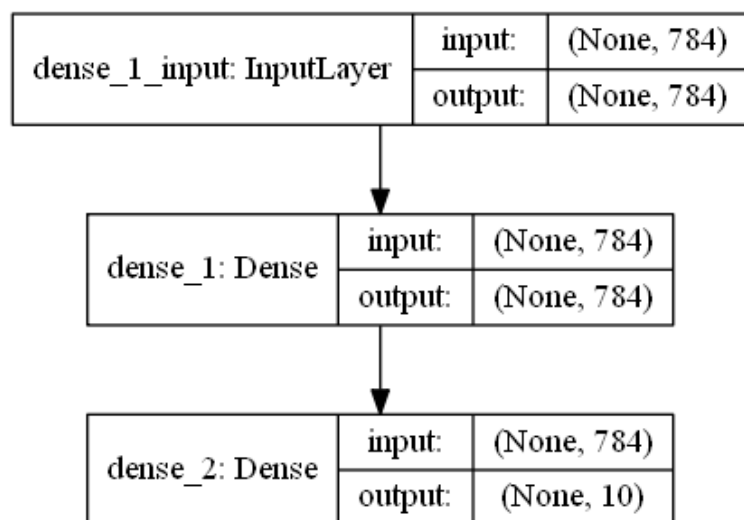 dense_1_input: InputLayer
input:
(None, 784)
output:
(None, 784)
dense_1: Dense
input:
(None, 784)
output:
(None, 784)
dense_2: Dense
input:
(None, 784)
output:
(None, 10)